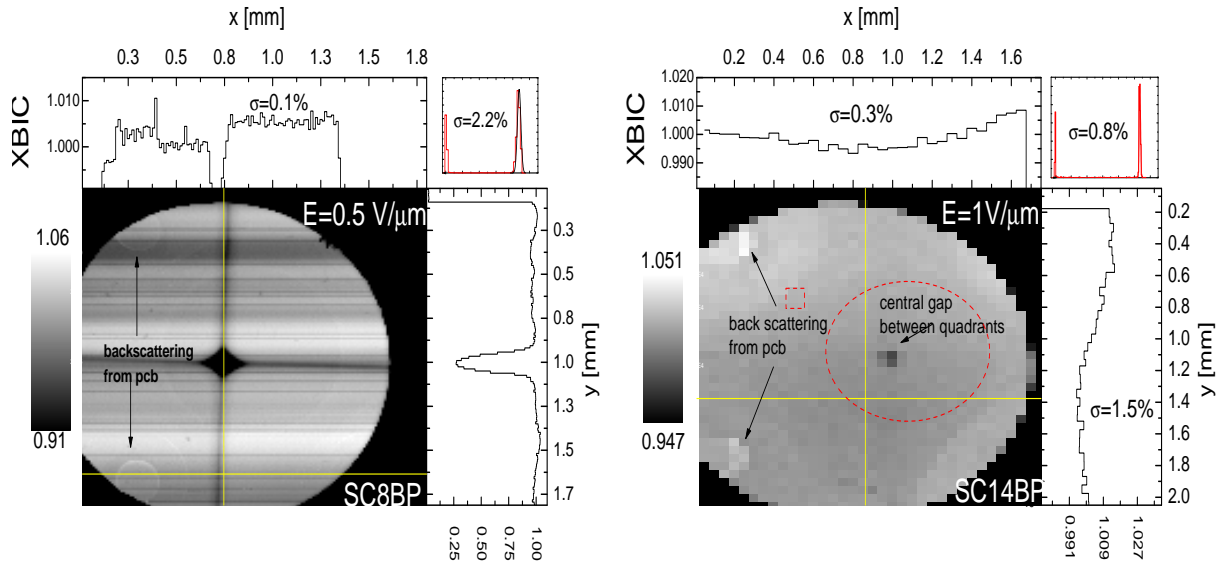 x [mm]
0.3 0.5 0.8 1.0 1.3 1.6 1.8
XBIC
1.010
1.000
σ=0.1%
σ=2.2%
1.06
0.91
E=0.5 V/μm
backscattering
from pcb
SC8BP
0.3
0.5
0.8
1.0
1.3
1.5
1.7
y [mm]
0.25 0.50 0.75 1.00
x [mm]
0.2 0.4 0.6 0.8 1.0 1.2 1.4 1.6
XBIC
1.020
1.010
1.000
0.990
σ=0.3%
σ=0.8%
1.051
0.947
E=1V/μm
central gap
between quadrants
back scattering
from pcb
SC14BP
0.2
0.4
0.6
0.8
1.0
1.2
1.4
1.6
1.8
2.0
y [mm]
σ=1.5%
0.991 1.009 1.027